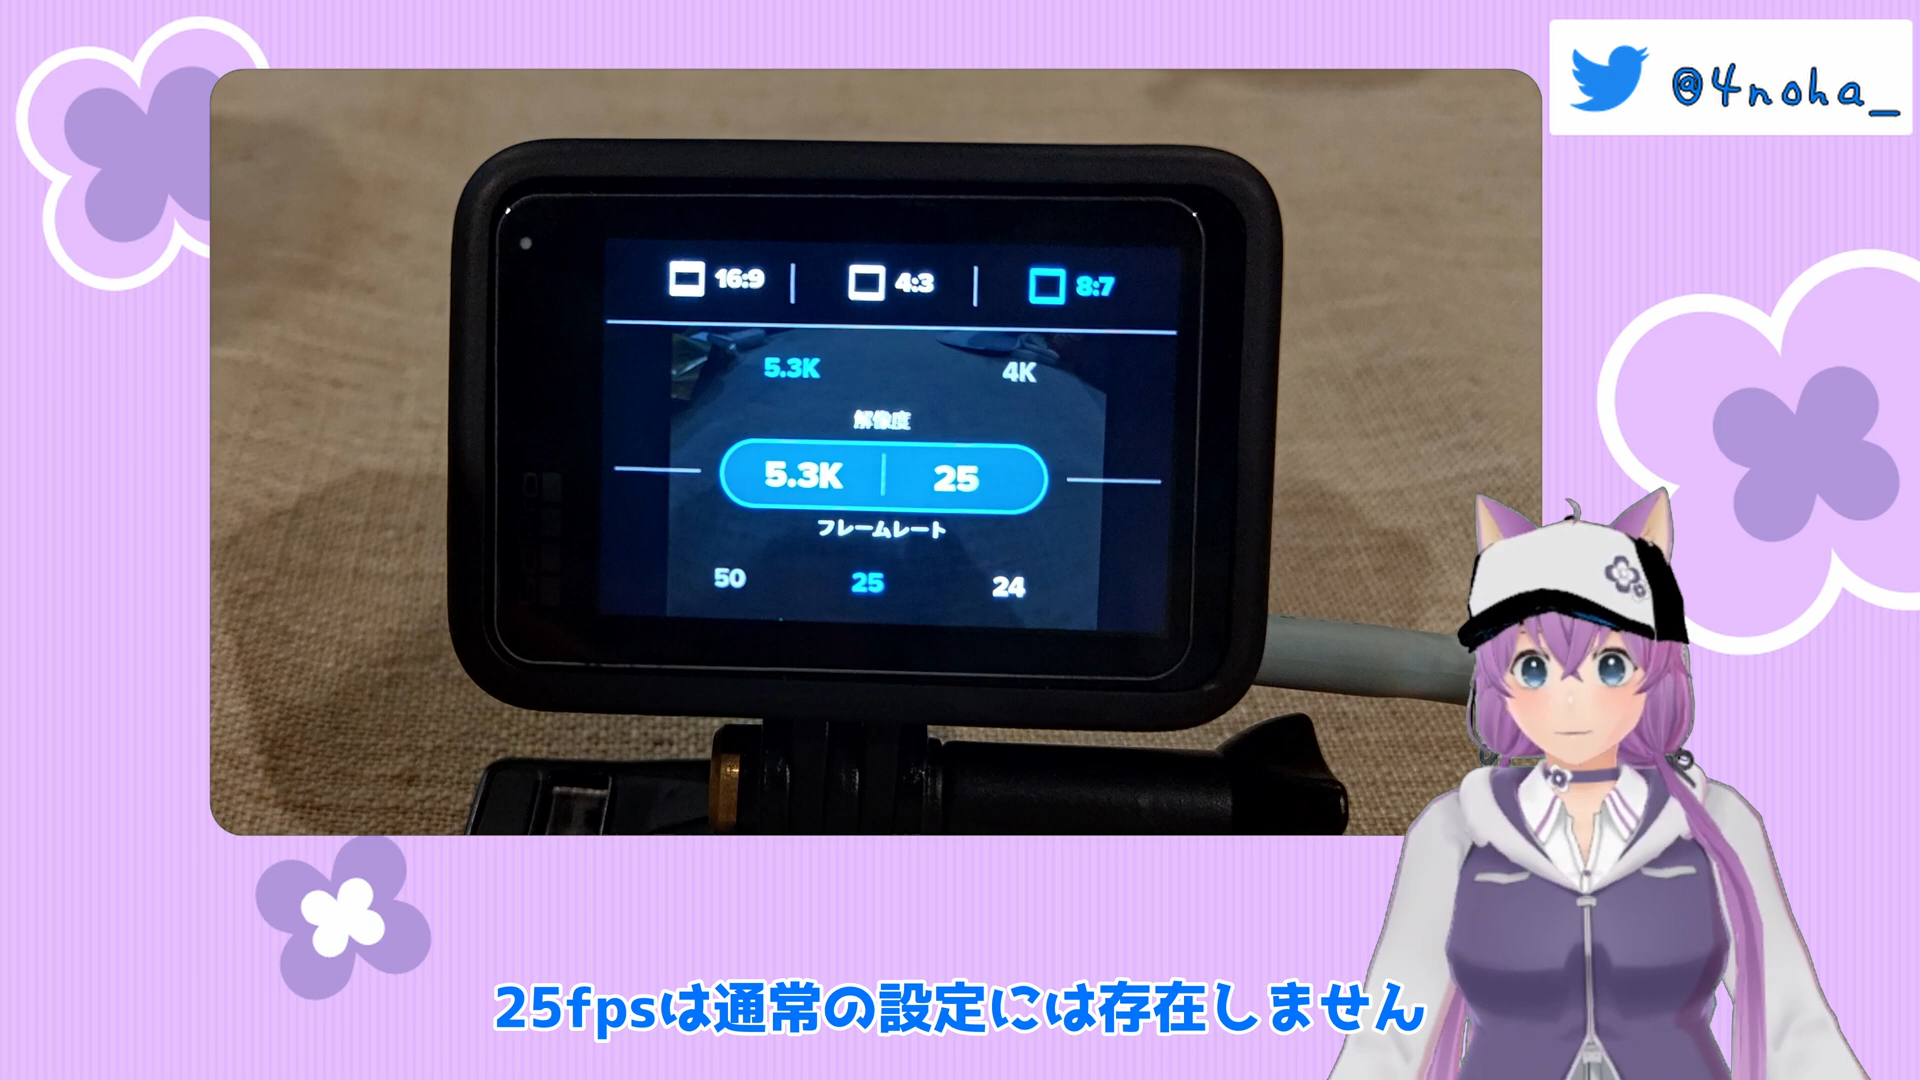 @4noha_
16:9 4:3 8:7
5.3K 4K
解像度
5.3K 25
フレームレート
50 25 24
25fpsは通常の設定には存在しません